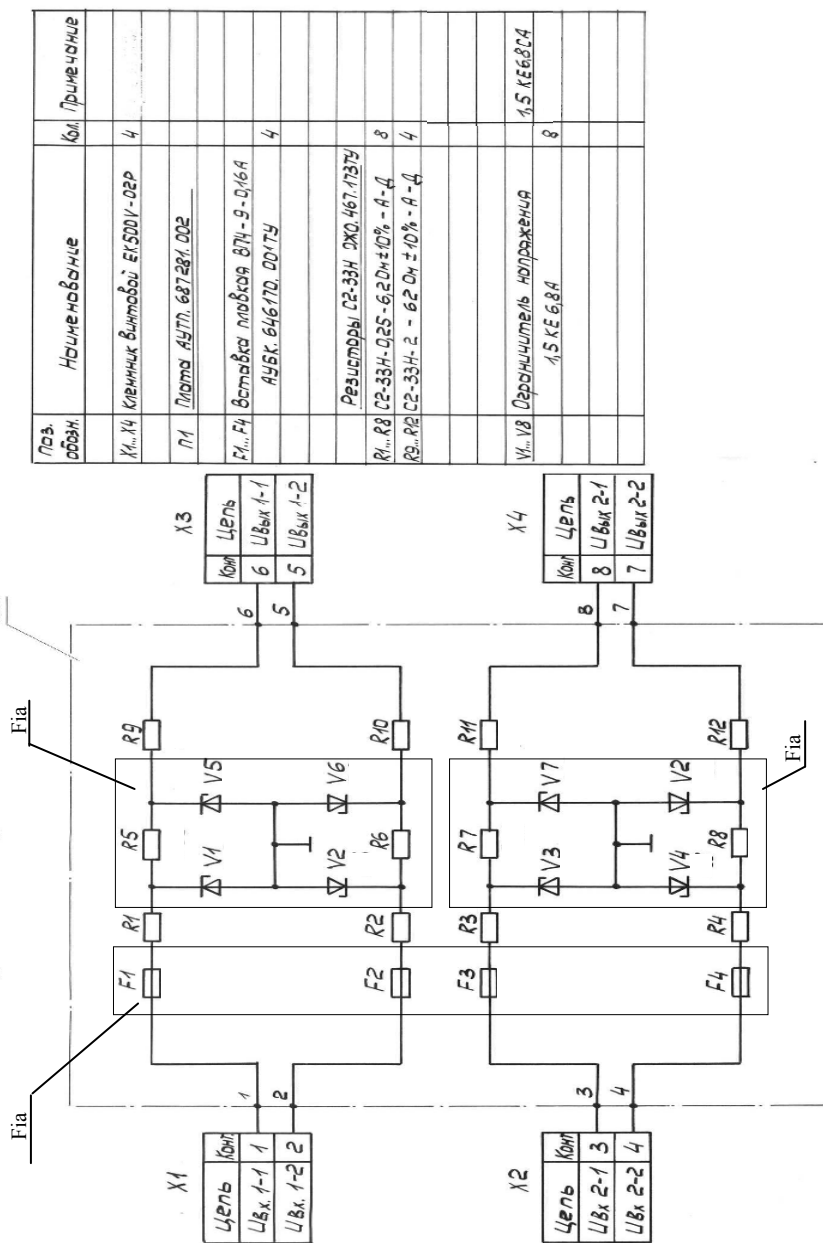 X1
Цепь Конт
Uвх. 1-1 1
Uвх. 1-2 2
X2
Цепь Конт
Uвх 2-1 3
Uвх 2-2 4
Fia
Fia
Fia
1
2
3
4
F1
F2
F3
F4
R1
R2
R3
R4
V1
V2
V3
V4
R5
R6
R7
R8
V5
V6
V7
V2
R9
R10
R11
R12
6
5
8
7
X3
Конт Цепь
6 Uвых 1-1
5 Uвых 1-2
X4
Конт Цепь
8 Uвых 2-1
7 Uвых 2-2
Поз. обозн. Наименование Кол. Примечание
X1...X4 Клеммник винтовой EK500V-02P 4
П1 Плата АУТП. 687281.002
F1...F4 Вставка плавкая ВП4-9-0,16А
АУБК. 646170. 001ТУ 4
Резисторы С2-33Н ОЖ0.467.173ТУ
R1...R8 С2-33Н-0,25-6,2 Ом±10%-А-Д 8
R9...R12 С2-33Н-2-62 Ом ±10%-А-Д 4
V1...V8 Ограничитель напряжения
1,5 КЕ 6,8А 8 1,5 КЕ6,8СА